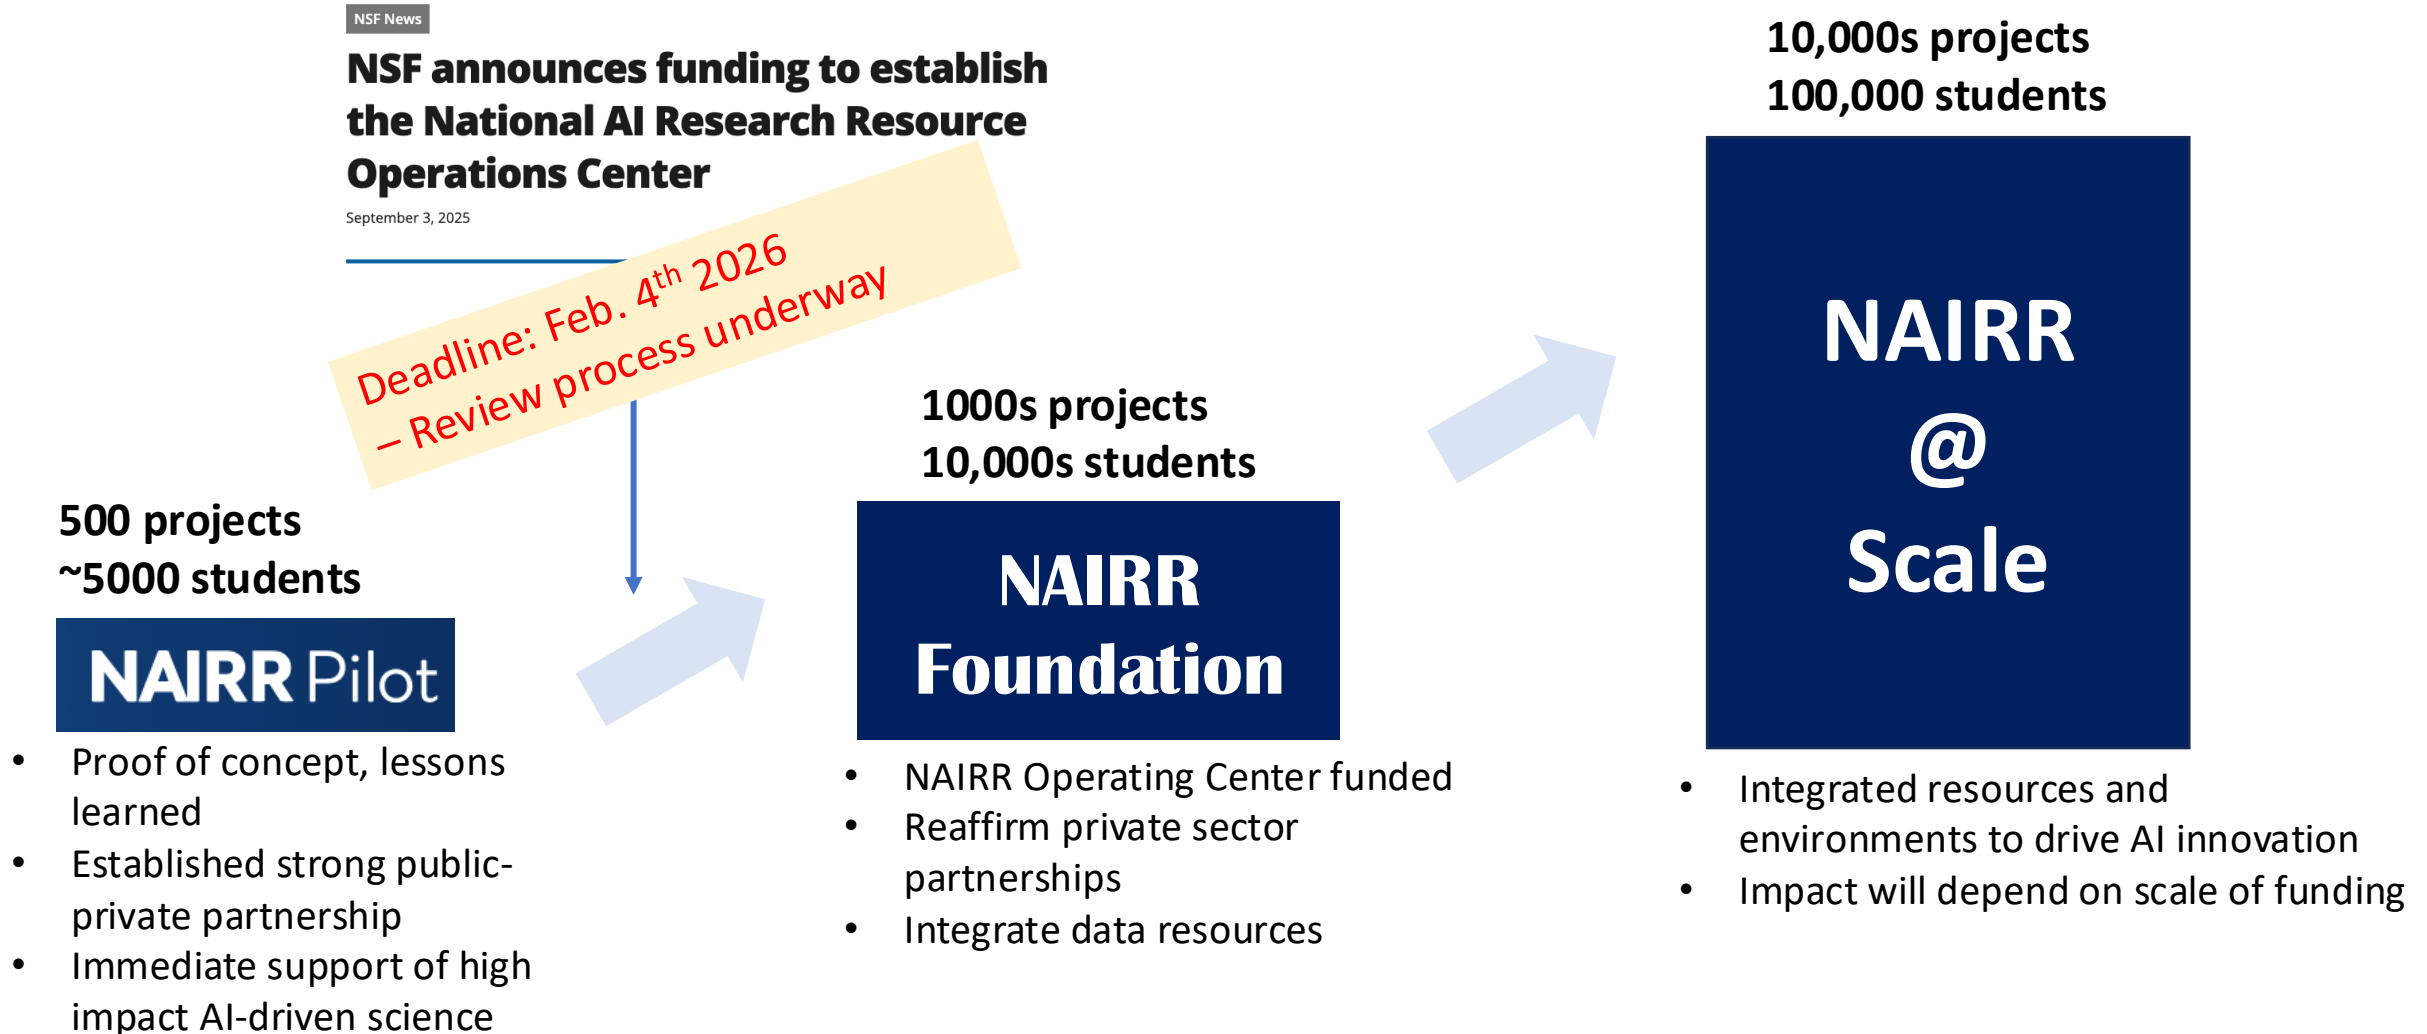 NSF News
NSF announces funding to establish
the National AI Research Resource
Operations Center
September 3, 2025
Deadline: Feb. 4th 2026
– Review process underway
500 projects
~5000 students
NAIRR Pilot
• Proof of concept, lessons
learned
• Established strong public-
private partnership
• Immediate support of high
impact AI-driven science
1000s projects
10,000s students
NAIRR
Foundation
• NAIRR Operating Center funded
• Reaffirm private sector
partnerships
• Integrate data resources
10,000s projects
100,000 students
NAIRR
@
Scale
• Integrated resources and
environments to drive AI innovation
• Impact will depend on scale of funding